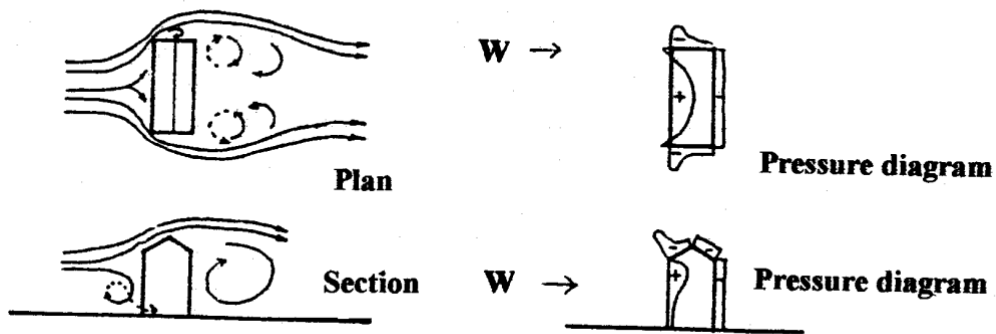 W →
Plan
Pressure diagram
Section
W →
Pressure diagram